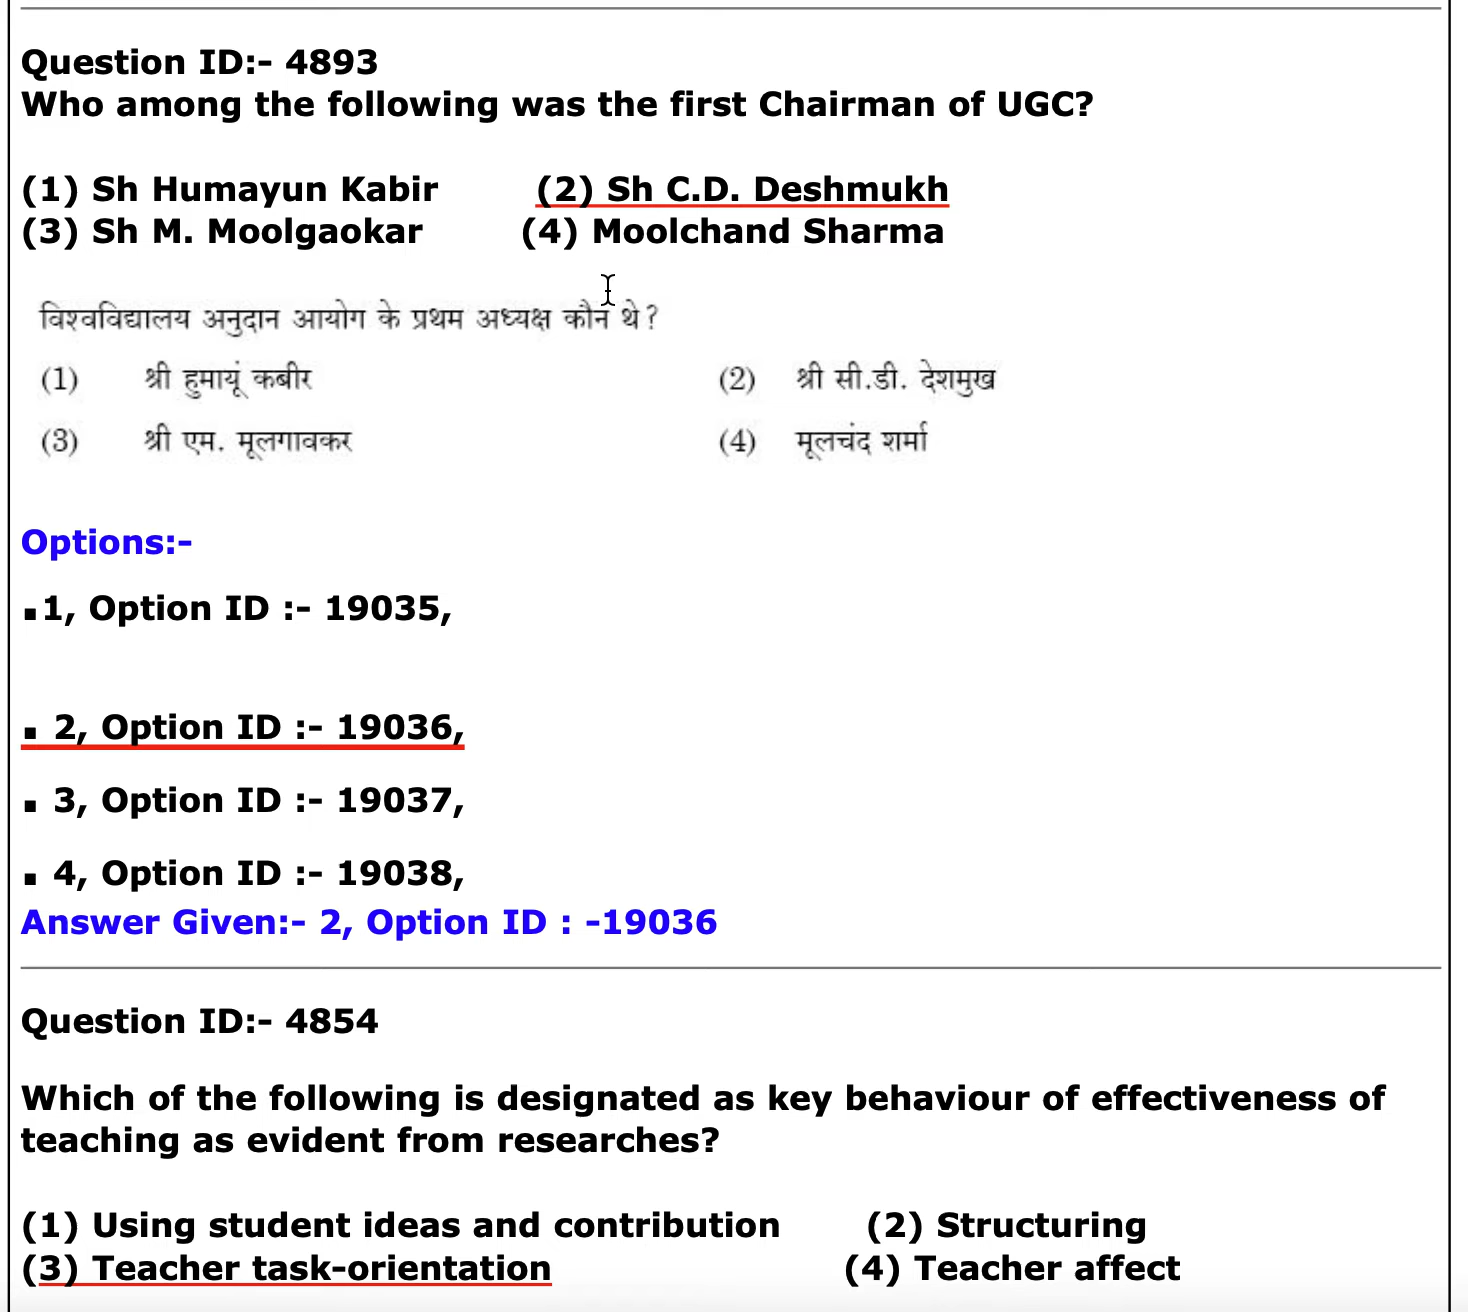 Question ID:- 4893
Who among the following was the first Chairman of UGC?
(1) Sh Humayun Kabir (2) Sh C.D. Deshmukh
(3) Sh M. Moolgaokar (4) Moolchand Sharma
विश्वविद्यालय अनुदान आयोग के प्रथम अध्यक्ष कौन थे?
(1) श्री हुमायूं कबीर (2) श्री सी.डी. देशमुख
(3) श्री एम. मूलगावकर (4) मूलचंद शर्मा
Options:-
▪1, Option ID :- 19035,
▪ 2, Option ID :- 19036,
▪ 3, Option ID :- 19037,
▪ 4, Option ID :- 19038,
Answer Given:- 2, Option ID : -19036
Question ID:- 4854
Which of the following is designated as key behaviour of effectiveness of
teaching as evident from researches?
(1) Using student ideas and contribution (2) Structuring
(3) Teacher task-orientation (4) Teacher affect